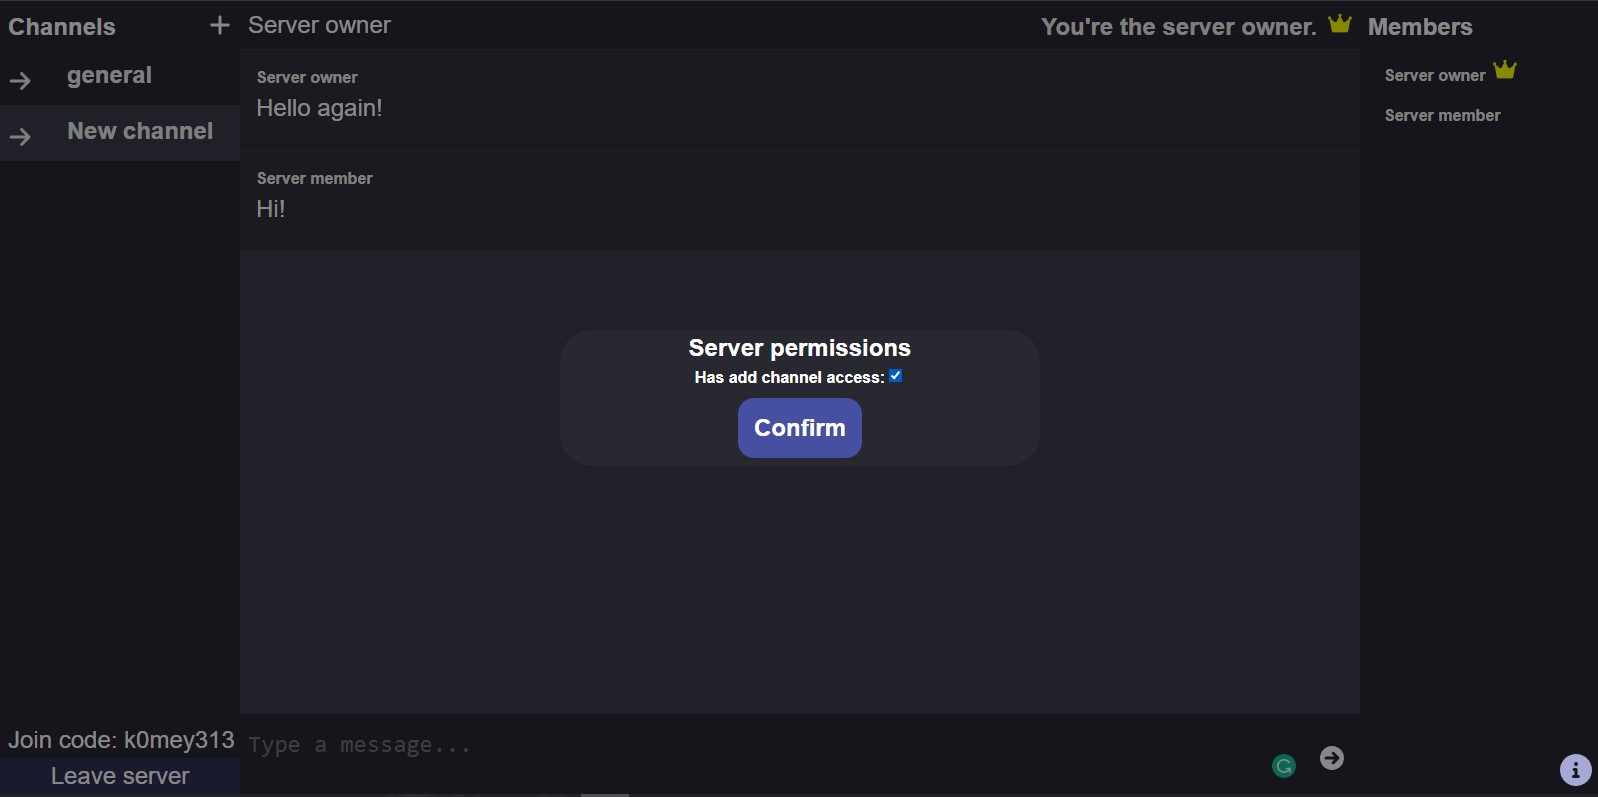 Channels
general
New channel
Join code: k0mey313
Leave server
Server owner
You're the server owner.
Server owner
Hello again!
Server member
Hi!
Server permissions
Has add channel access:
Confirm
Type a message...
Members
Server owner
Server member